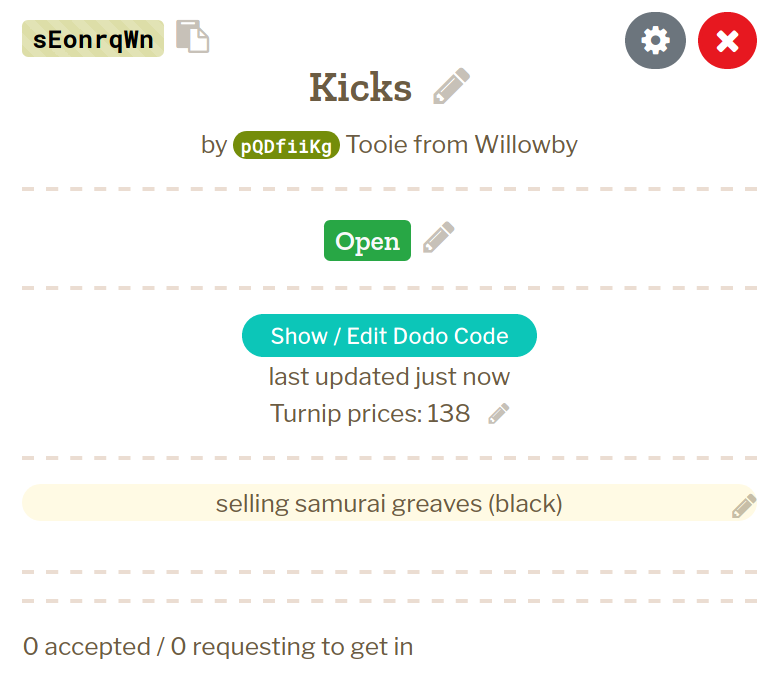 sEonrqWn
Kicks
by pQDfiiKg Tooie from Willowby
Open
Show / Edit Dodo Code
last updated just now
Turnip prices: 138
selling samurai greaves (black)
0 accepted / 0 requesting to get in